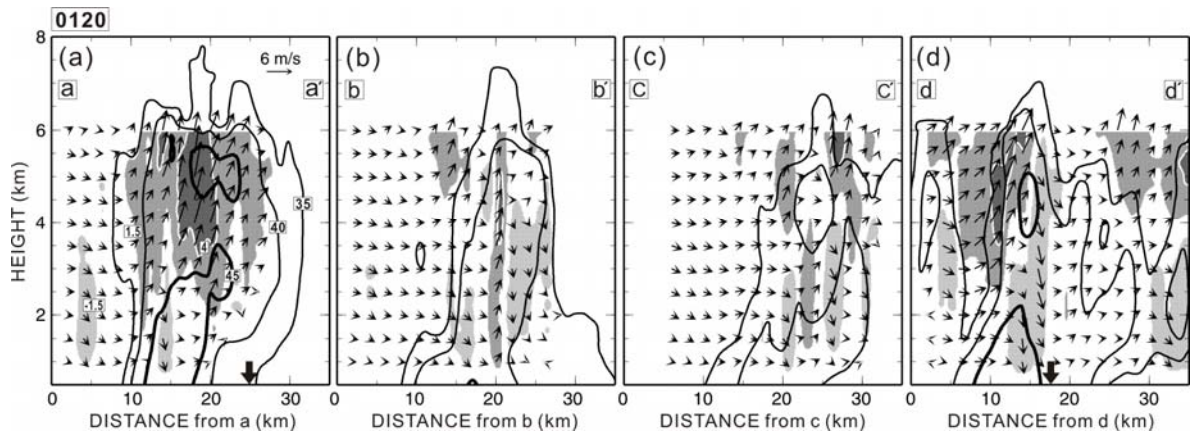 0120
(a) (b) (c) (d)
6 m/s
a a′ b b′ c c′ d d′
8
6
4
2
HEIGHT (km)
35
40
45
1.5
4
-1.5
0 10 20 30 0 10 20 30 0 10 20 30 0 10 20 30
DISTANCE from a (km) DISTANCE from b (km) DISTANCE from c (km) DISTANCE from d (km)